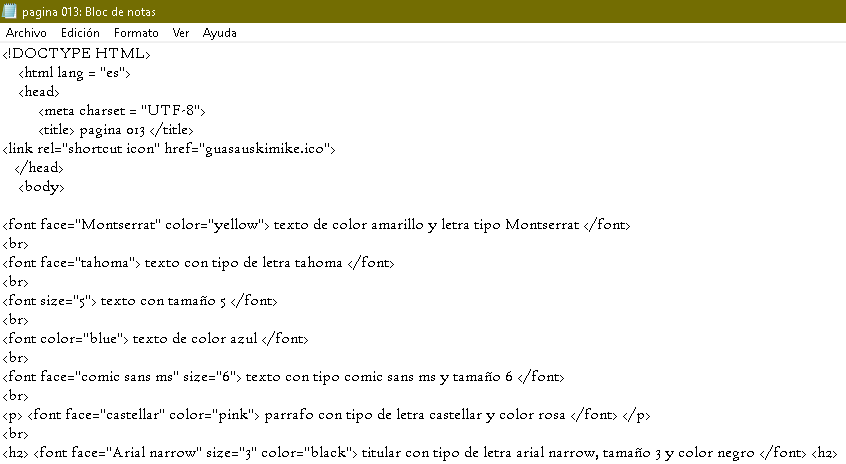 pagina 013: Bloc de notas
Archivo Edición Formato Ver Ayuda
<!DOCTYPE HTML>
<html lang = "es">
<head>
<meta charset = "UTF-8">
<title> pagina 013 </title>
<link rel="shortcut icon" href="guasauskimike.ico">
</head>
<body>
<font face="Montserrat" color="yellow"> texto de color amarillo y letra tipo Montserrat </font>
<br>
<font face="tahoma"> texto con tipo de letra tahoma </font>
<br>
<font size="5"> texto con tamaño 5 </font>
<br>
<font color="blue"> texto de color azul </font>
<br>
<font face="comic sans ms" size="6"> texto con tipo comic sans ms y tamaño 6 </font>
<br>
<p> <font face="castellar" color="pink"> parrafo con tipo de letra castellar y color rosa </font> </p>
<br>
<h2> <font face="Arial narrow" size="3" color="black"> titular con tipo de letra arial narrow, tamaño 3 y color negro </font> <h2>